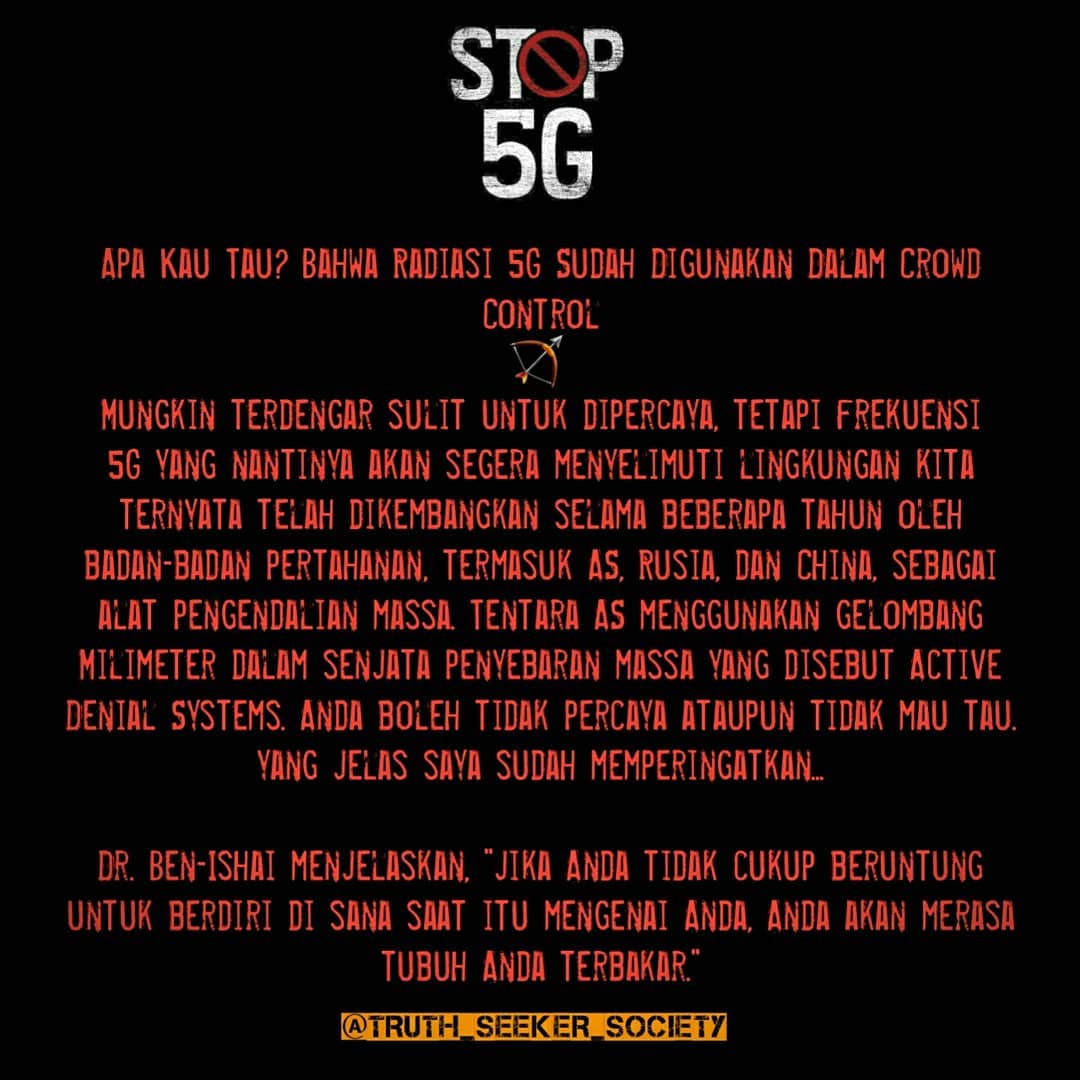 STOP
5G
APA KAU TAU? BAHWA RADIASI 5G SUDAH DIGUNAKAN DALAM CROWD
CONTROL
MUNGKIN TERDENGAR SULIT UNTUK DIPERCAYA, TETAPI FREKUENSI
5G YANG NANTINYA AKAN SEGERA MENYELIMUTI LINGKUNGAN KITA
TERNYATA TELAH DIKEMBANGKAN SELAMA BEBERAPA TAHUN OLEH
BADAN-BADAN PERTAHANAN, TERMASUK AS, RUSIA, DAN CHINA, SEBAGAI
ALAT PENGENDALIAN MASSA. TENTARA AS MENGGUNAKAN GELOMBANG
MILIMETER DALAM SENJATA PENYEBARAN MASSA YANG DISEBUT ACTIVE
DENIAL SYSTEMS. ANDA BOLEH TIDAK PERCAYA ATAUPUN TIDAK MAU TAU.
YANG JELAS SAYA SUDAH MEMPERINGATKAN...
DR. BEN-ISHAI MENJELASKAN, "JIKA ANDA TIDAK CUKUP BERUNTUNG
UNTUK BERDIRI DI SANA SAAT ITU MENGENAI ANDA, ANDA AKAN MERASA
TUBUH ANDA TERBAKAR."
@TRUTH_SEEKER_SOCIETY